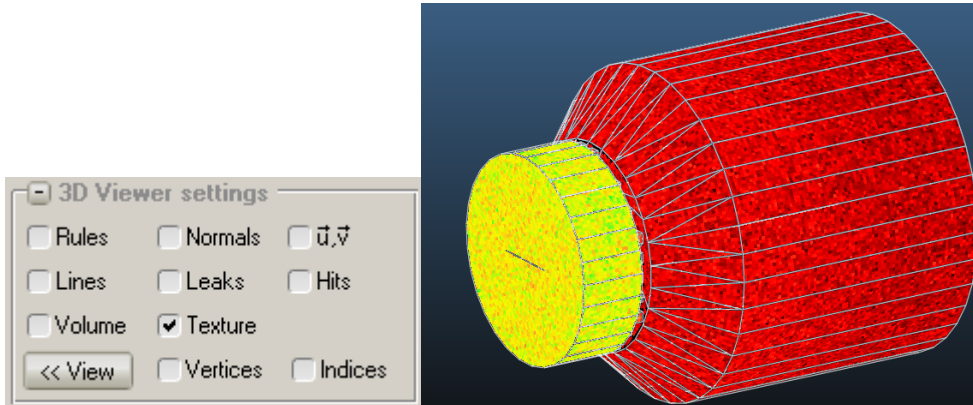 3D Viewer settings
Rules Normals u⃗,v⃗
Lines Leaks Hits
Volume Texture
<< View Vertices Indices